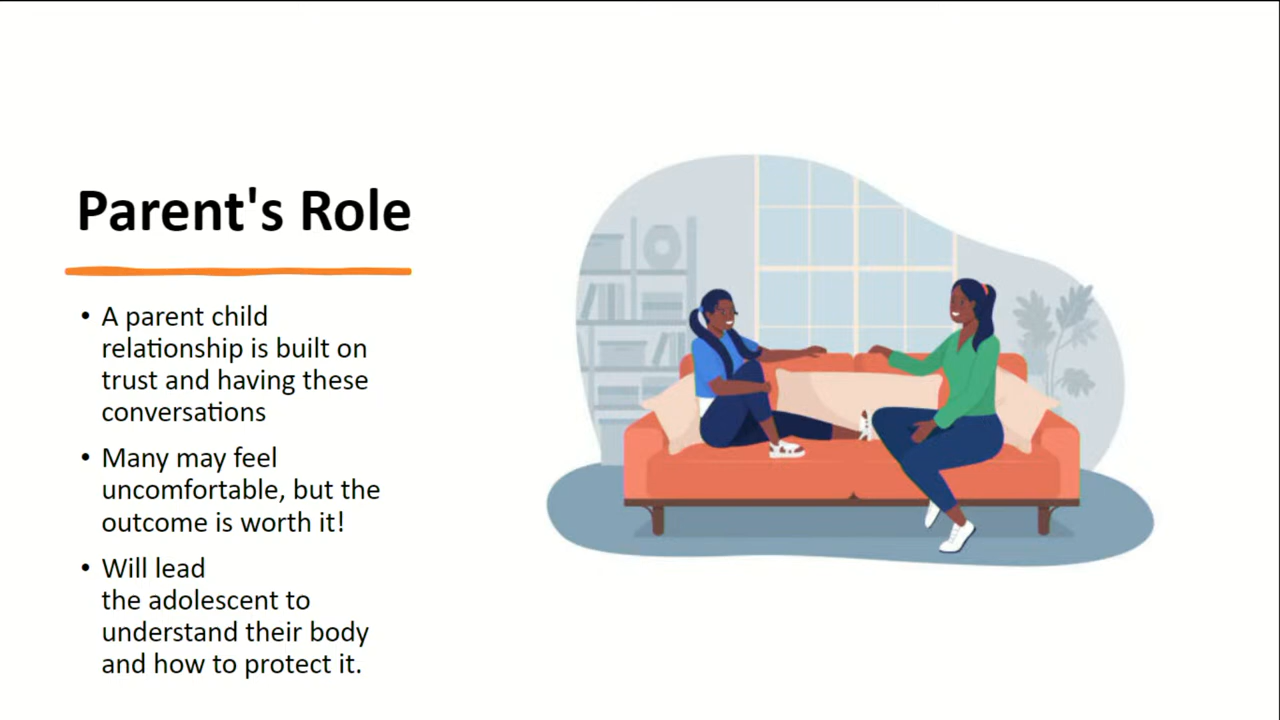 Parent's Role
• A parent child
relationship is built on
trust and having these
conversations
• Many may feel
uncomfortable, but the
outcome is worth it!
• Will lead
the adolescent to
understand their body
and how to protect it.